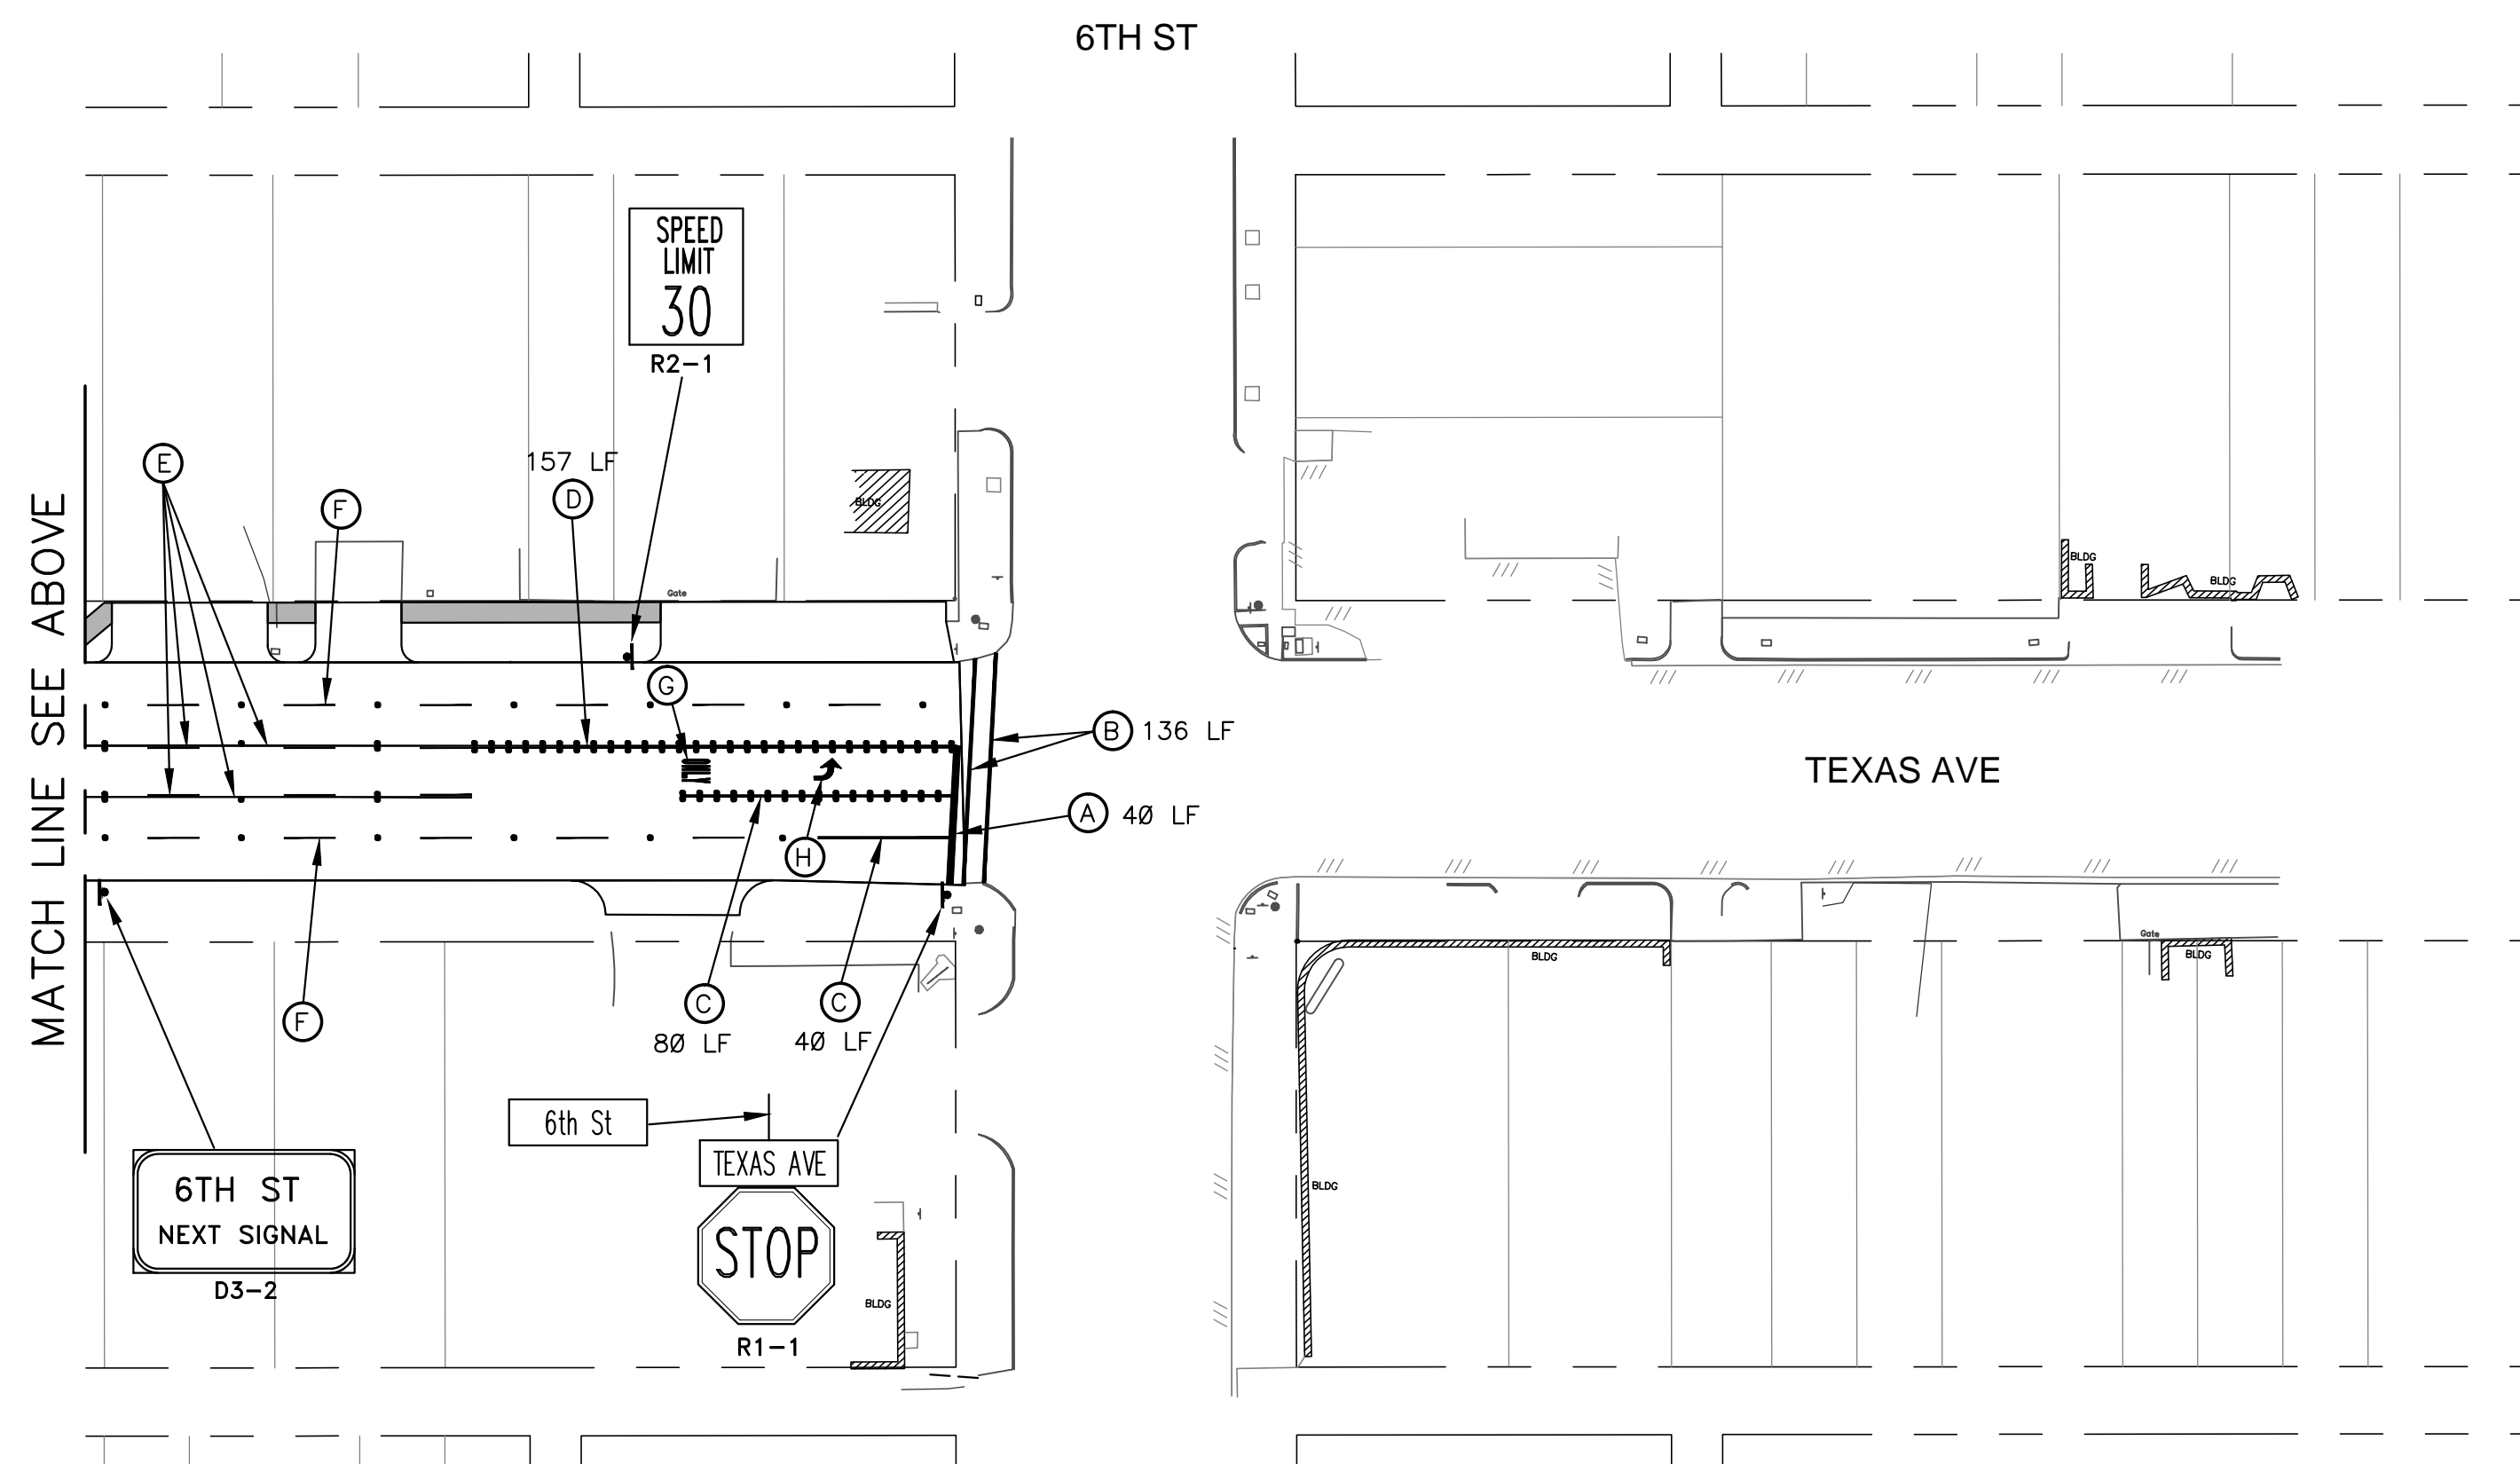 6TH ST
SPEED
LIMIT
30
R2-1
E
F
157 LF
D
BLDG
Gate
G
B 136 LF
A 40 LF
H
MATCH LINE SEE ABOVE
F
C
80 LF
C
40 LF
6th St
TEXAS AVE
STOP
R1-1
6TH ST
NEXT SIGNAL
D3-2
BLDG
BLDG
BLDG
TEXAS AVE
Gate
BLDG
BLDG
BLDG
ONLY